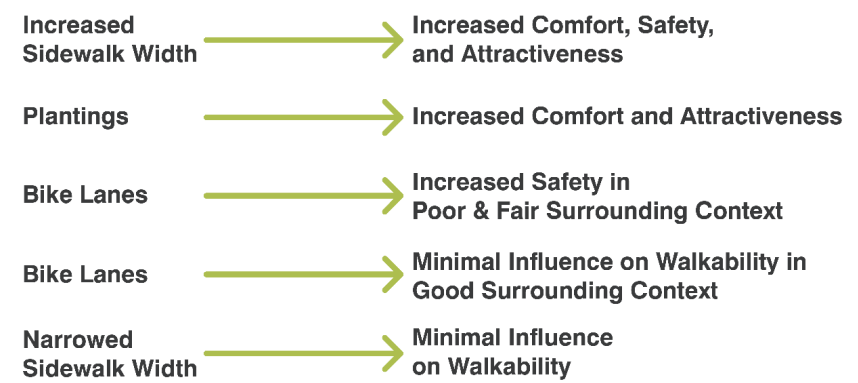 Increased
Sidewalk Width
Increased Comfort, Safety,
and Attractiveness
Plantings
Increased Comfort and Attractiveness
Bike Lanes
Increased Safety in
Poor & Fair Surrounding Context
Bike Lanes
Minimal Influence on Walkability in
Good Surrounding Context
Narrowed
Sidewalk Width
Minimal Influence
on Walkability